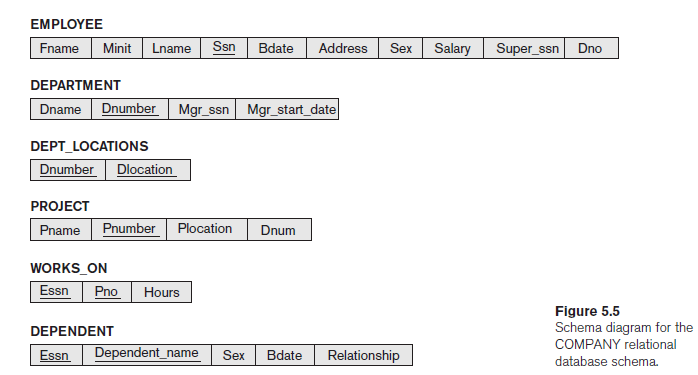 EMPLOYEE
Fname Minit Lname Ssn Bdate Address Sex Salary Super_ssn Dno
DEPARTMENT
Dname Dnumber Mgr_ssn Mgr_start_date
DEPT_LOCATIONS
Dnumber Dlocation
PROJECT
Pname Pnumber Plocation Dnum
WORKS_ON
Essn Pno Hours
DEPENDENT
Essn Dependent_name Sex Bdate Relationship
Figure 5.5
Schema diagram for the
COMPANY relational
database schema.